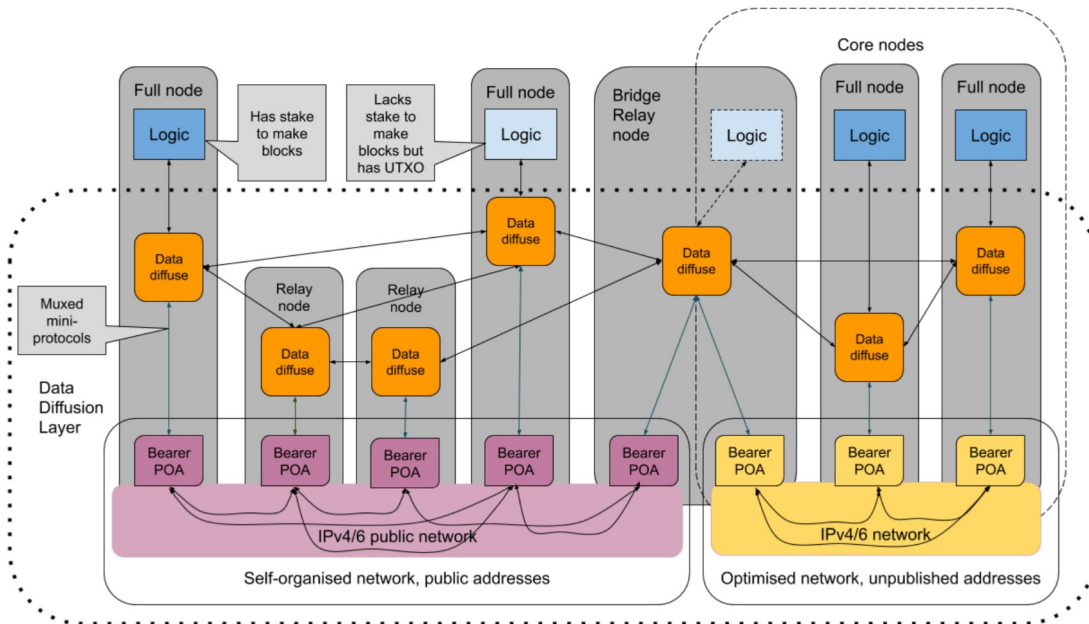 Core nodes
Full node
Logic
Has stake
to make
blocks
Lacks
stake to
make
blocks but
has UTXO
Full node
Logic
Bridge
Relay
node
Logic
Full node
Logic
Full node
Logic
Data
diffuse
Data
diffuse
Data
diffuse
Data
diffuse
Muxed
mini-
protocols
Relay
node
Relay
node
Data
diffuse
Data
diffuse
Data
diffuse
Data
Diffusion
Layer
Bearer
POA
Bearer
POA
Bearer
POA
Bearer
POA
Bearer
POA
Bearer
POA
Bearer
POA
Bearer
POA
IPv4/6 public network
IPv4/6 network
Self-organised network, public addresses
Optimised network, unpublished addresses